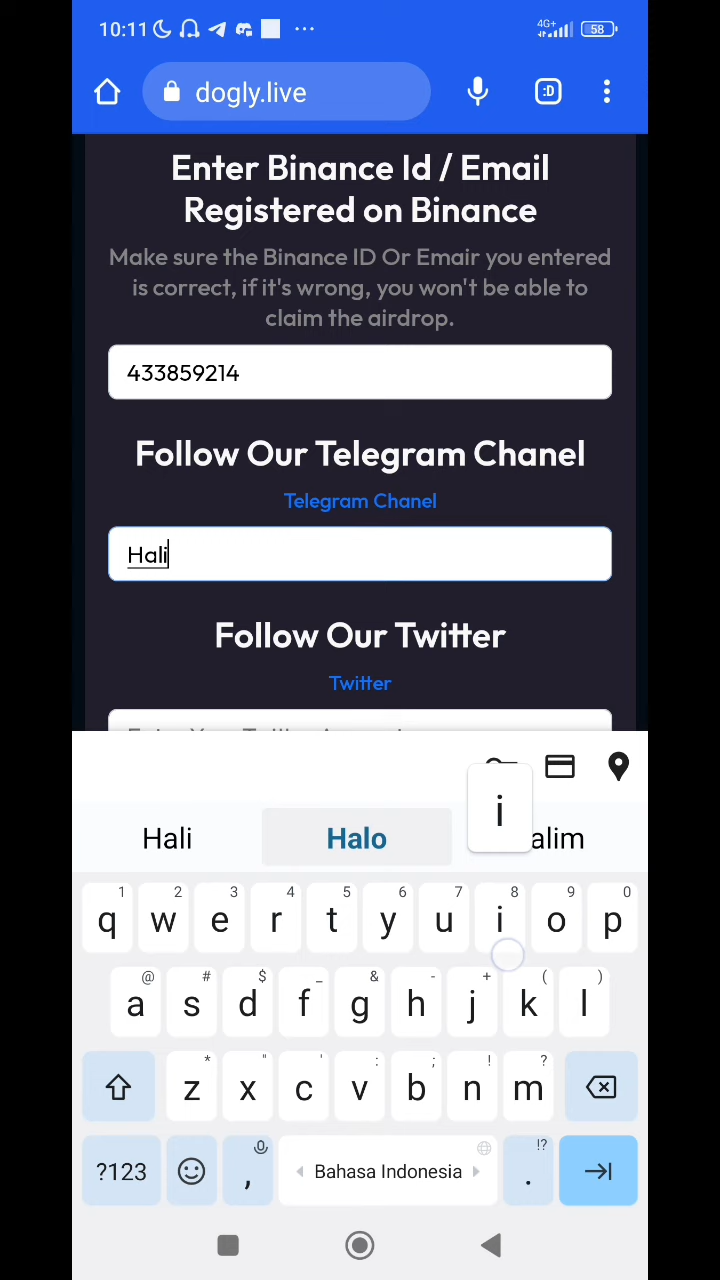 10:11
4G+
58
dogly.live
:D
Enter Binance Id / Email
Registered on Binance
Make sure the Binance ID Or Emair you entered
is correct, if it's wrong, you won't be able to
claim the airdrop.
433859214
Follow Our Telegram Chanel
Telegram Chanel
Hali
Follow Our Twitter
Twitter
i
Hali Halo alim
1 2 3 4 5 6 7 8 9 0
q w e r t y u i o p
@ # $ _ & - + ( )
a s d f g h j k l
* " ' : ; ! ?
z x c v b n m
!?
?123 , Bahasa Indonesia .